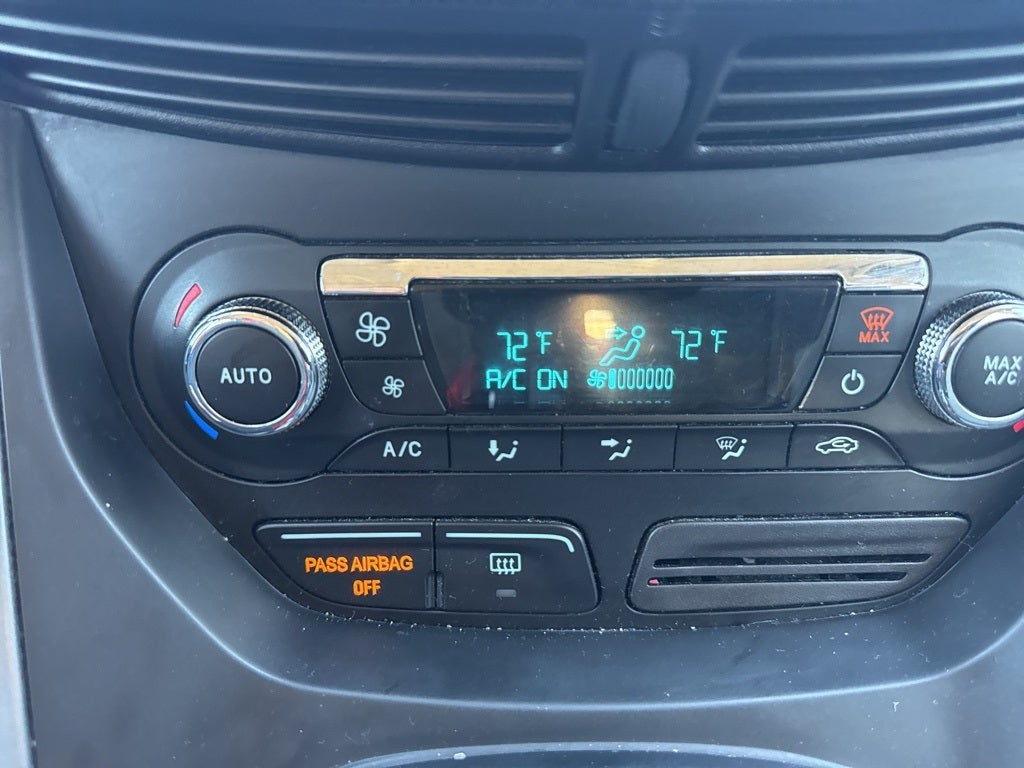 AUTO
72°F 72°F
A/C ON
MAX
MAX
A/C
A/C
PASS AIRBAG
OFF